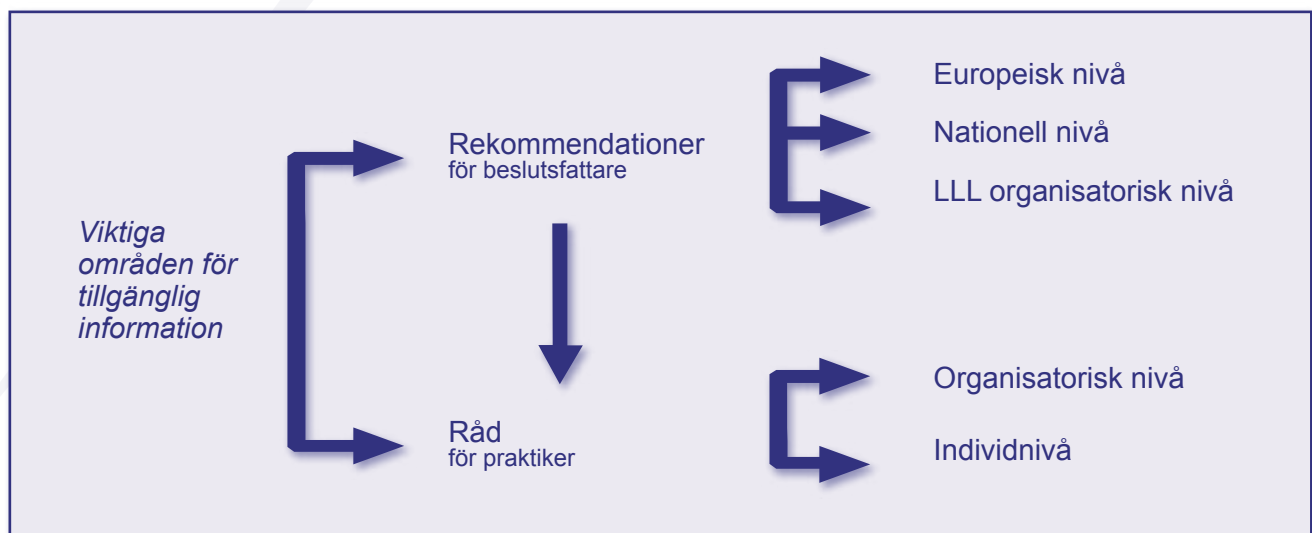 Viktiga
områden för
tillgänglig
information
Rekommendationer
för beslutsfattare
Råd
för praktiker
Europeisk nivå
Nationell nivå
LLL organisatorisk nivå
Organisatorisk nivå
Individnivå